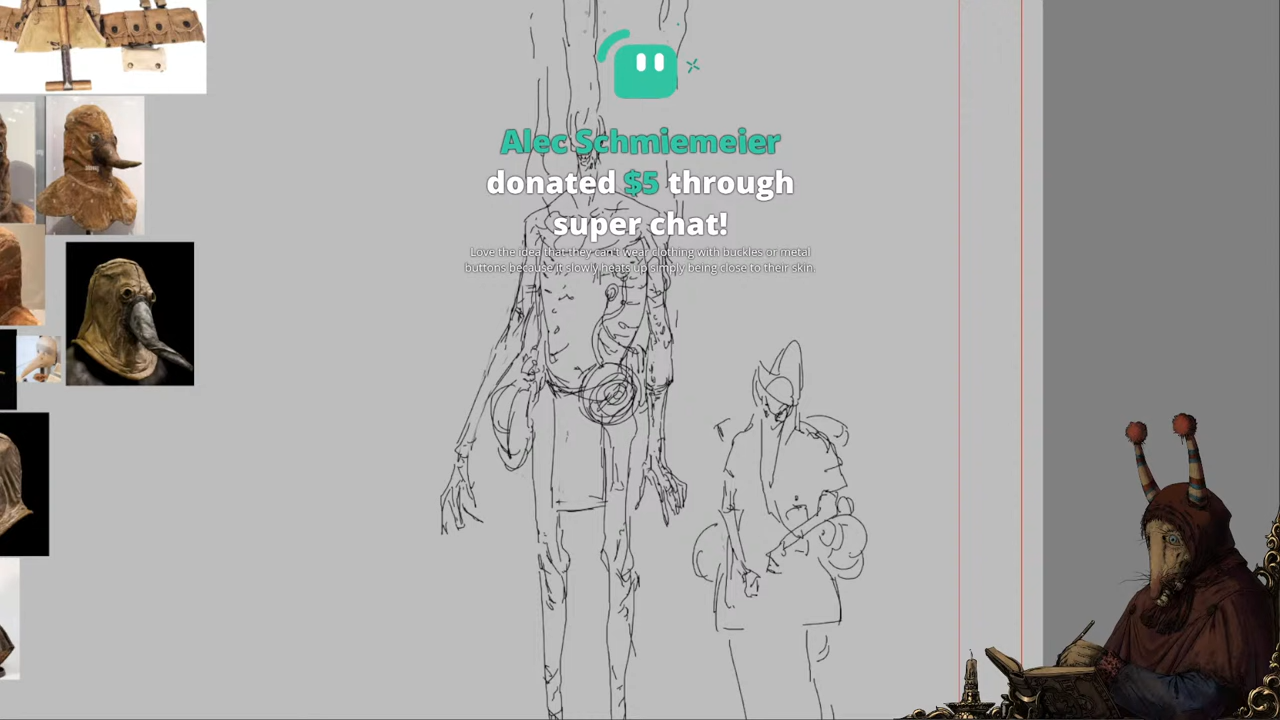 Alec Schmiemeier
donated $5 through
super chat!
Love the idea that they can't wear clothing with buckles or metal
buttons because it slowly heats up simply being close to their skin.